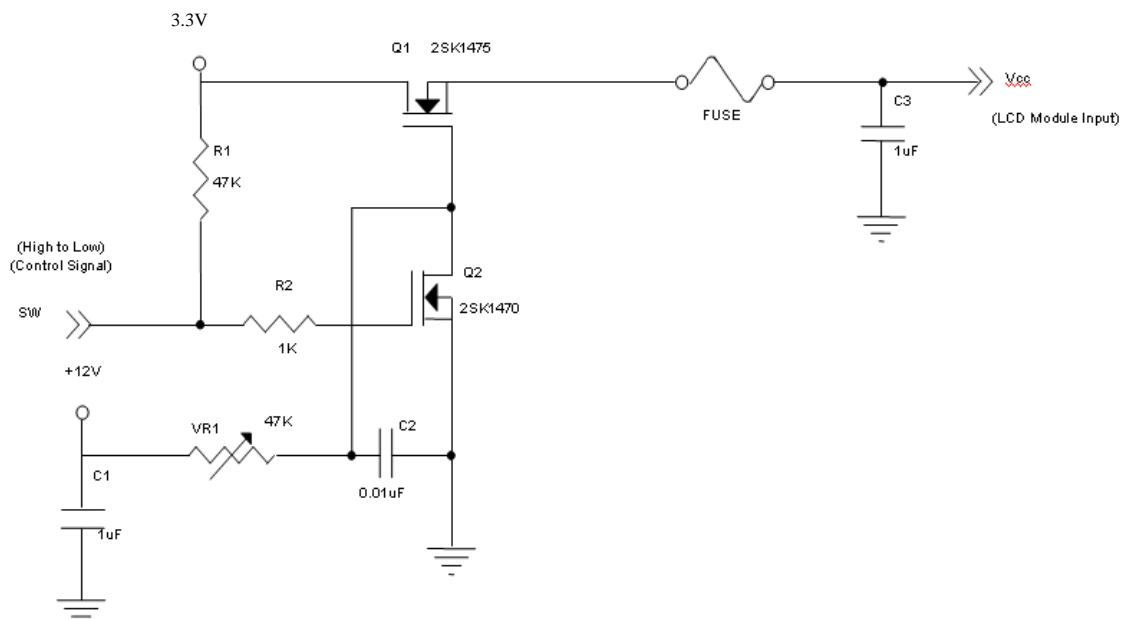 3.3V
Q1 2SK1475
FUSE
Vcc
C3
(LCD Module Input)
1uF
R1
47K
(High to Low)
(Control Signal)
SW
R2
1K
Q2
2SK1470
+12V
VR1
47K
C2
0.01uF
C1
1uF